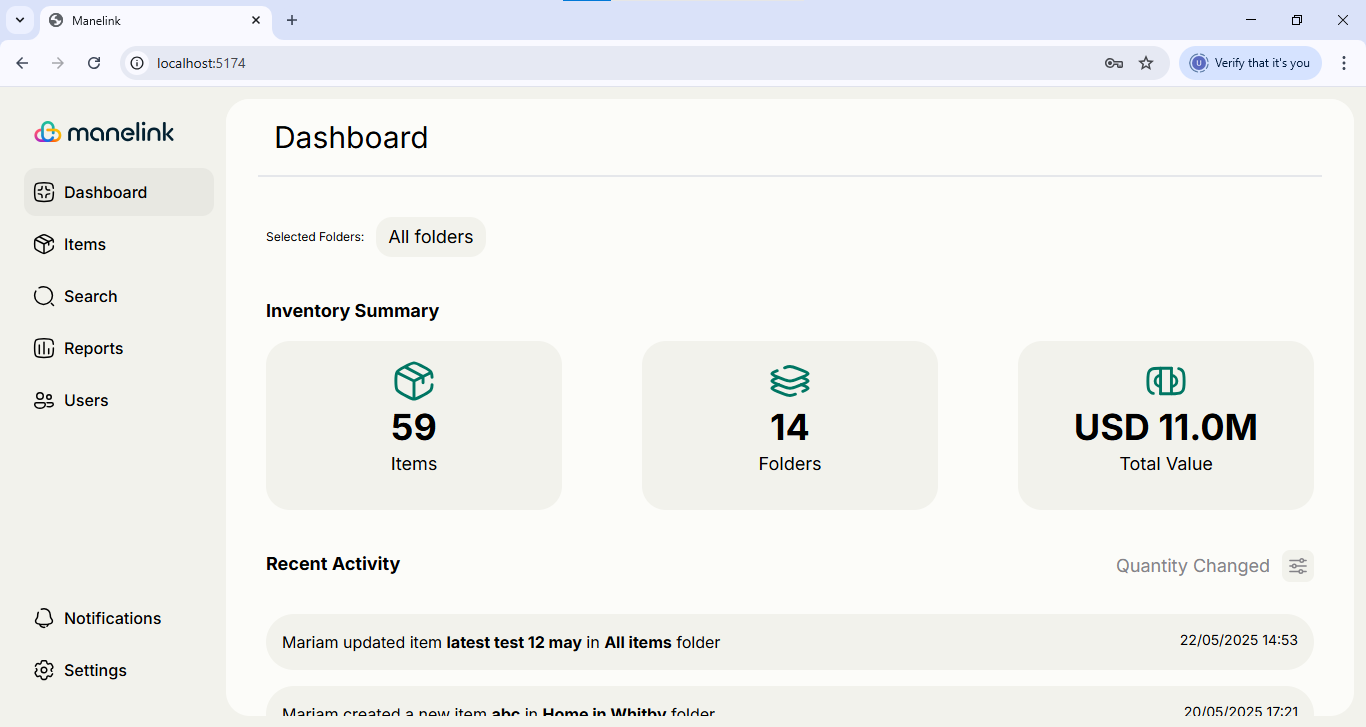 Manelink
localhost:5174
U
Verify that it's you
manelink
Dashboard
Items
Search
Reports
Users
Notifications
Settings
Dashboard
Selected Folders: All folders
Inventory Summary
59
Items
14
Folders
USD 11.0M
Total Value
Recent Activity
Quantity Changed
Mariam updated item latest test 12 may in All items folder
22/05/2025 14:53
Mariam created a new item abc in Home in Whitby folder
20/05/2025 17:21